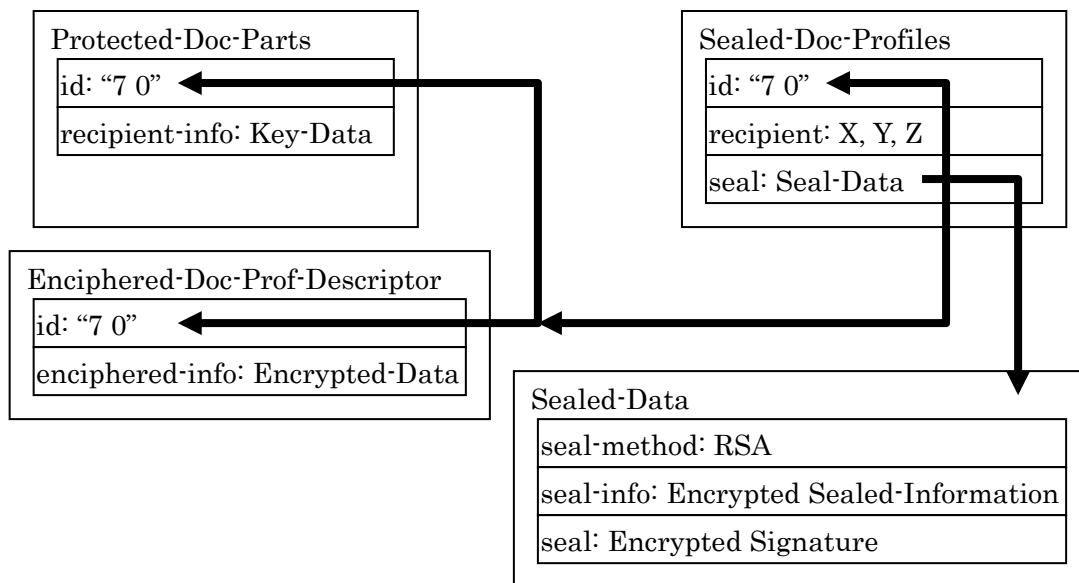 Protected-Doc-Parts
id: “7 0”
recipient-info: Key-Data
Sealed-Doc-Profiles
id: “7 0”
recipient: X, Y, Z
seal: Seal-Data
Enciphered-Doc-Prof-Descriptor
id: “7 0”
enciphered-info: Encrypted-Data
Sealed-Data
seal-method: RSA
seal-info: Encrypted Sealed-Information
seal: Encrypted Signature